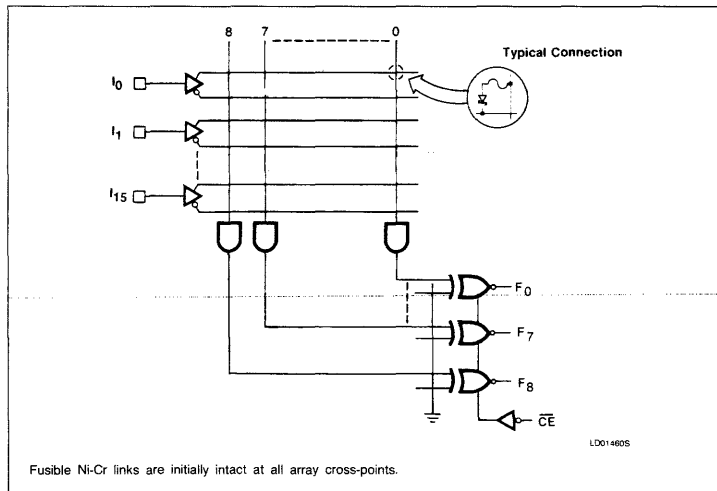 8 7 0
Typical Connection
I0
I1
I15
F0
F7
F8
CE
LD01460S
Fusible Ni-Cr links are initially intact at all array cross-points.